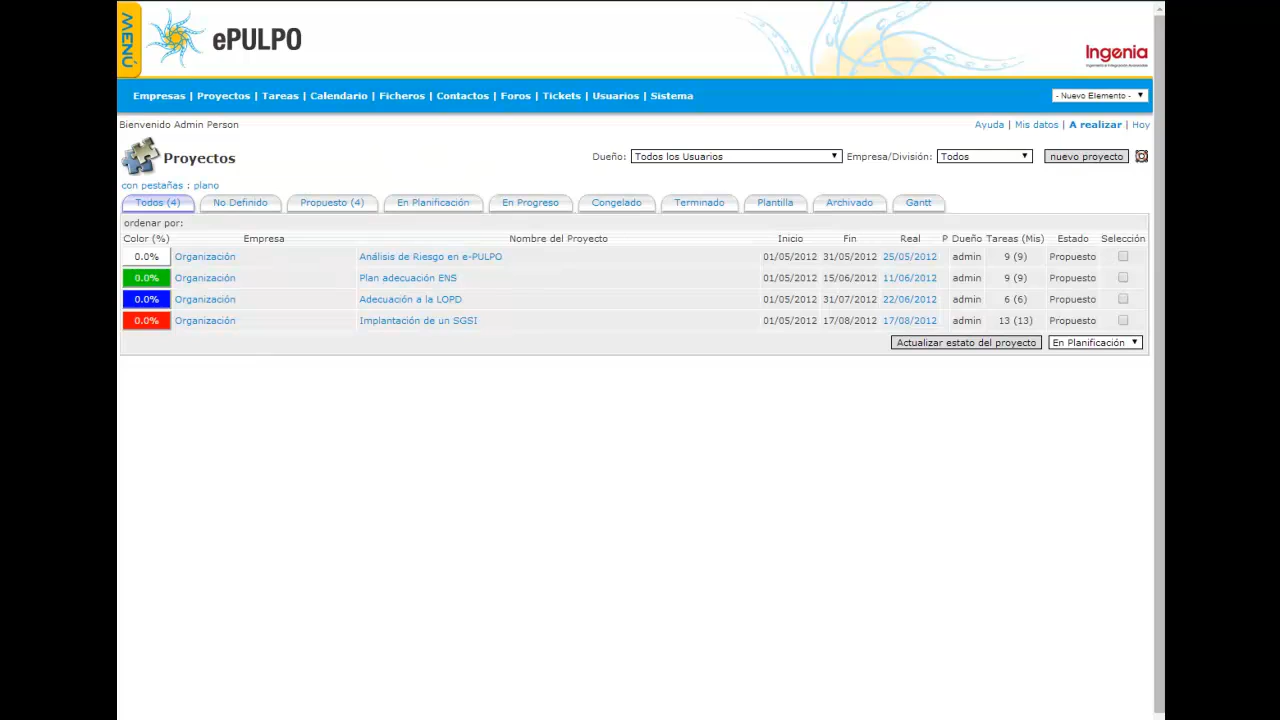 MENÚ
ePULPO
Ingenia
Empresas | Proyectos | Tareas | Calendario | Ficheros | Contactos | Foros | Tickets | Usuarios | Sistema
- Nuevo Elemento -
Bienvenido Admin Person
Ayuda | Mis datos | A realizar | Hoy
Proyectos
Dueño: Todos los Usuarios Empresa/División: Todos nuevo proyecto
con pestañas : plano
Todos (4) No Definido Propuesto (4) En Planificación En Progreso Congelado Terminado Plantilla Archivado Gantt
ordenar por:
Color (%) Empresa Nombre del Proyecto Inicio Fin Real P Dueño Tareas (Mis) Estado Selección
0.0% Organización Análisis de Riesgo en e-PULPO 01/05/2012 31/05/2012 25/05/2012 admin 9 (9) Propuesto
0.0% Organización Plan adecuación ENS 01/05/2012 15/06/2012 11/06/2012 admin 9 (9) Propuesto
0.0% Organización Adecuación a la LOPD 01/05/2012 31/07/2012 22/06/2012 admin 6 (6) Propuesto
0.0% Organización Implantación de un SGSI 01/05/2012 17/08/2012 17/08/2012 admin 13 (13) Propuesto
Actualizar estato del proyecto En Planificación